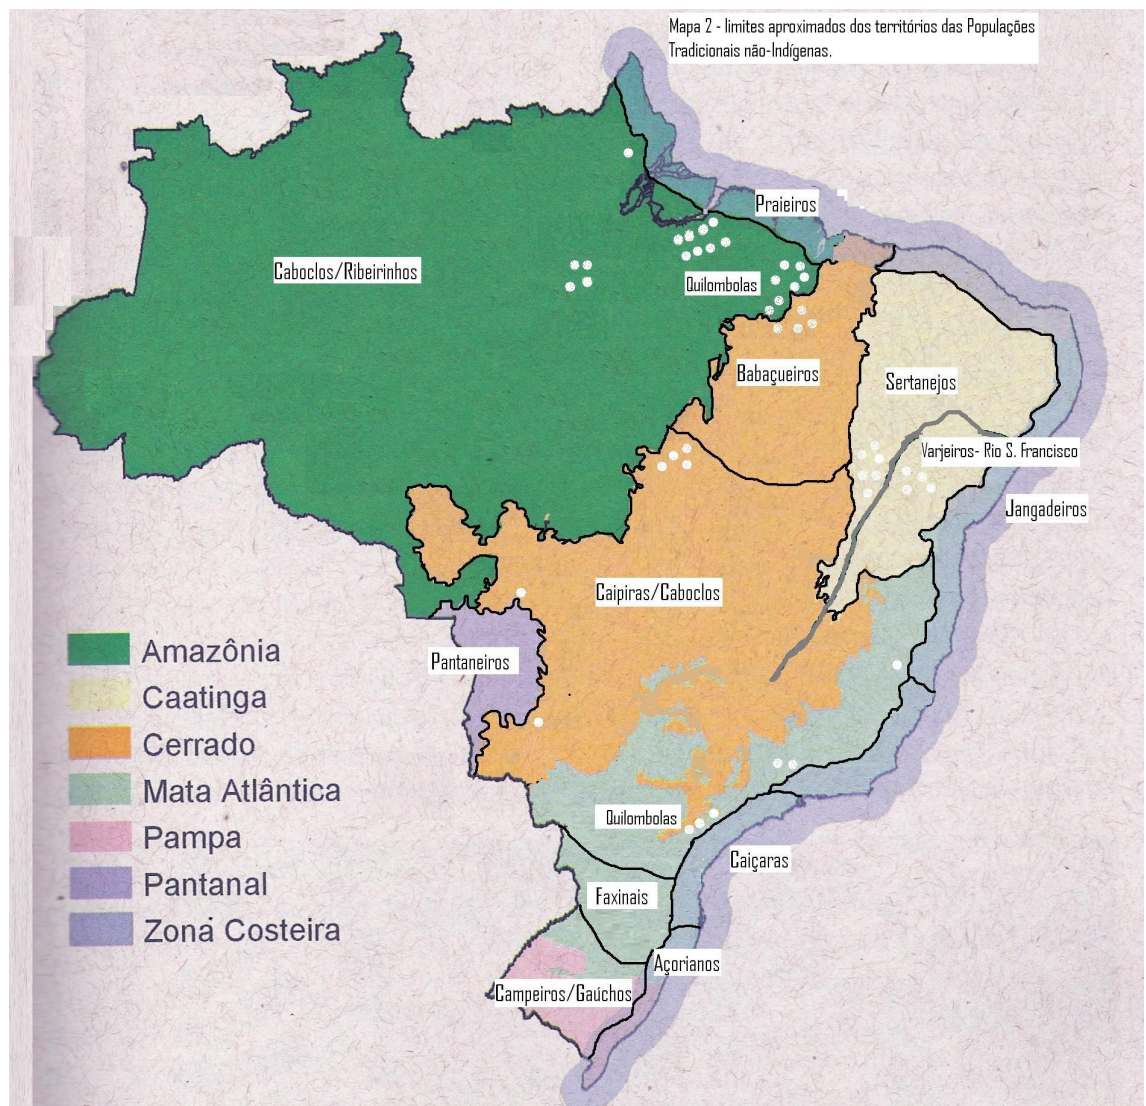 Mapa 2 - limites aproximados dos territórios das Populações
Tradicionais não-Indígenas.
Praieiros
Caboclos/Ribeirinhos
Quilombolas
Babaçueiros
Sertanejos
Varjeiros- Rio S. Francisco
Jangadeiros
Caipiras/Caboclos
Pantaneiros
Quilombolas
Caiçaras
Faxinais
Açorianos
Campeiros/Gaúchos
Amazônia
Caatinga
Cerrado
Mata Atlântica
Pampa
Pantanal
Zona Costeira